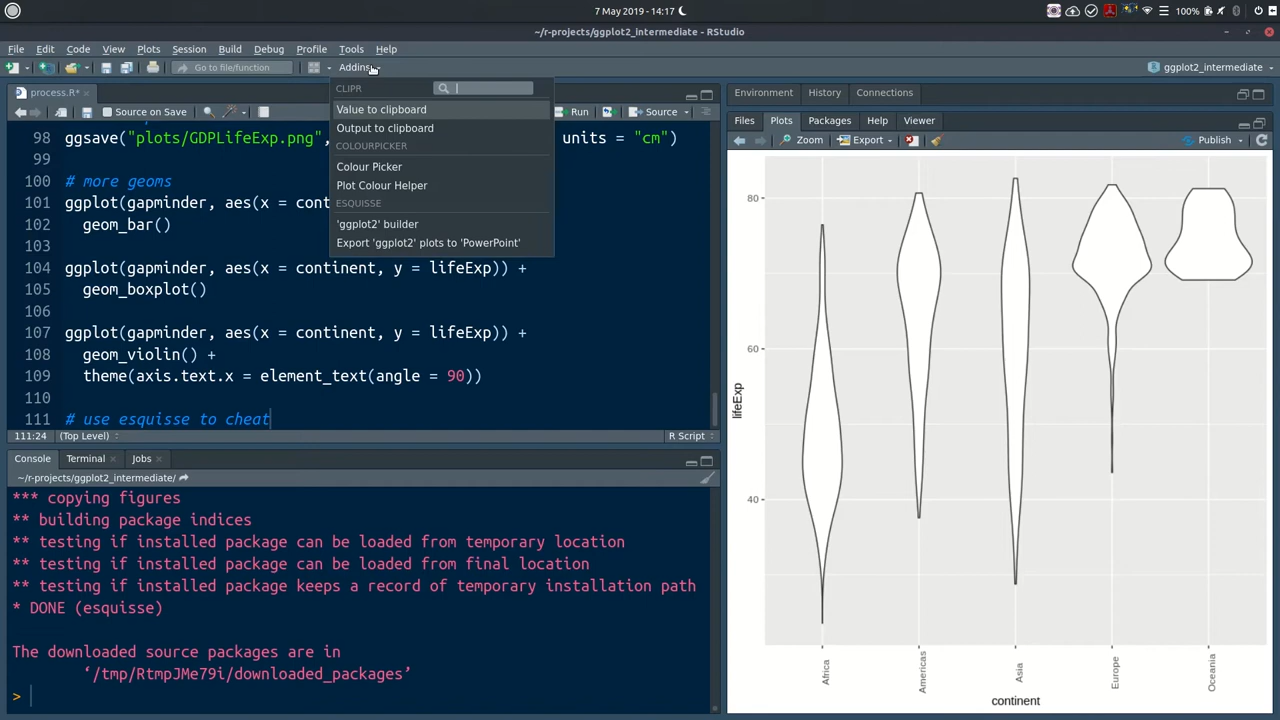 7 May 2019 - 14:17
100%
~/r-projects/ggplot2_intermediate - RStudio
File Edit Code View Plots Session Build Debug Profile Tools Help
Go to file/function
Addins
ggplot2_intermediate
process.R*
Source on Save
Run
Source
98 ggsave("plots/GDPLifeExp.png", units = "cm")
99
100 # more geoms
101 ggplot(gapminder, aes(x = cont
102 geom_bar()
103
104 ggplot(gapminder, aes(x = continent, y = lifeExp)) +
105 geom_boxplot()
106
107 ggplot(gapminder, aes(x = continent, y = lifeExp)) +
108 geom_violin() +
109 theme(axis.text.x = element_text(angle = 90))
110
111 # use esquisse to cheat
111:24 (Top Level) R Script
CLIPR
Value to clipboard
Output to clipboard
COLOURPICKER
Colour Picker
Plot Colour Helper
ESQUISSE
'ggplot2' builder
Export 'ggplot2' plots to 'PowerPoint'
Console Terminal Jobs
~/r-projects/ggplot2_intermediate/
*** copying figures
** building package indices
** testing if installed package can be loaded from temporary location
** testing if installed package can be loaded from final location
** testing if installed package keeps a record of temporary installation path
* DONE (esquisse)
The downloaded source packages are in
‘/tmp/RtmpJMe79i/downloaded_packages’
>
Environment History Connections
Files Plots Packages Help Viewer
Zoom Export Publish
80
60
40
lifeExp
Africa
Americas
Asia
Europe
Oceania
continent